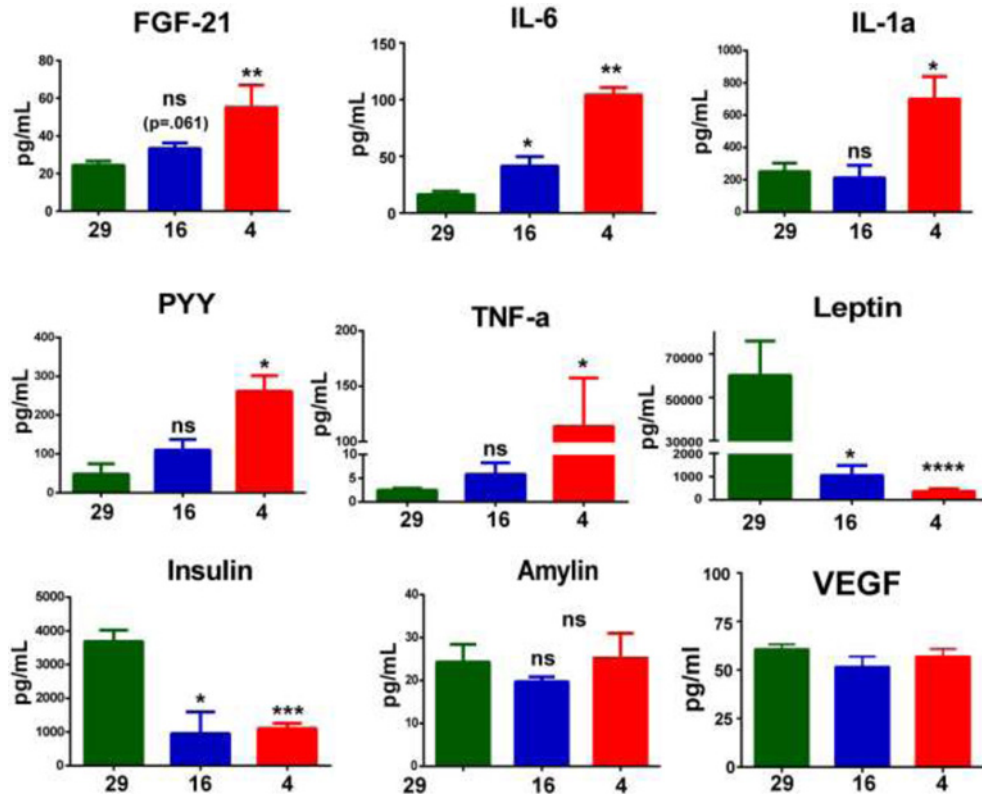 FGF-21
pg/mL
80
60
40
20
0
ns
(p=.061)
**
29 16 4
IL-6
pg/mL
150
100
50
0
*
**
29 16 4
IL-1a
pg/mL
1000
800
600
400
200
0
ns
*
29 16 4
PYY
pg/mL
400
300
200
100
0
ns
*
29 16 4
TNF-a
pg/mL
200
150
100
10
5
0
ns
*
29 16 4
Leptin
pg/mL
70000
50000
30000
2000
1000
0
*
****
29 16 4
Insulin
pg/mL
5000
4000
3000
2000
1000
0
*
***
29 16 4
Amylin
pg/mL
40
30
20
10
0
ns
ns
29 16 4
VEGF
pg/ml
100
75
50
25
0
29 16 4